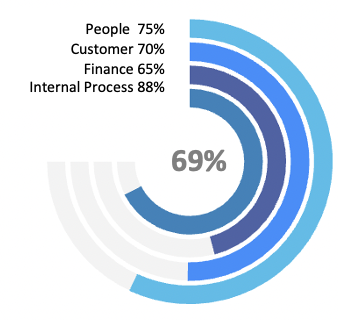 People 75%
Customer 70%
Finance 65%
Internal Process 88%
69%